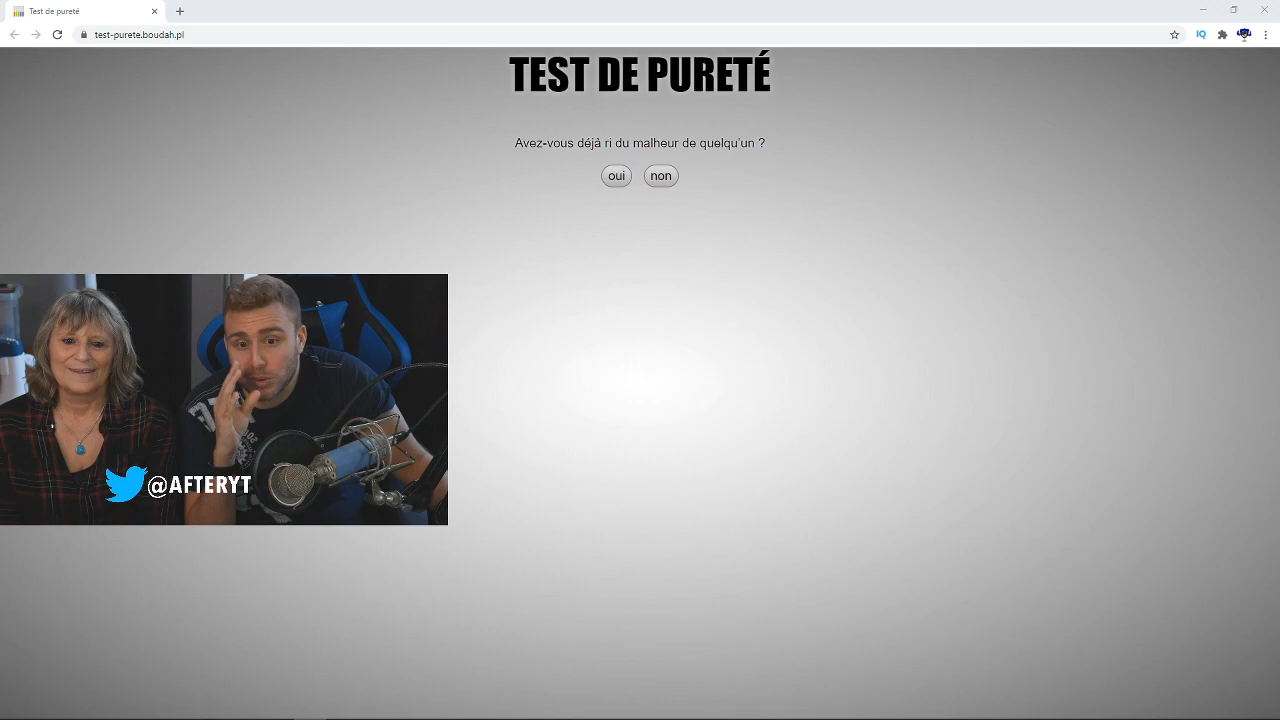 Test de pureté
test-purete.boudah.pl
IQ
TEST DE PURETÉ
Avez-vous déjà ri du malheur de quelqu'un ?
oui non
@AFTERYT